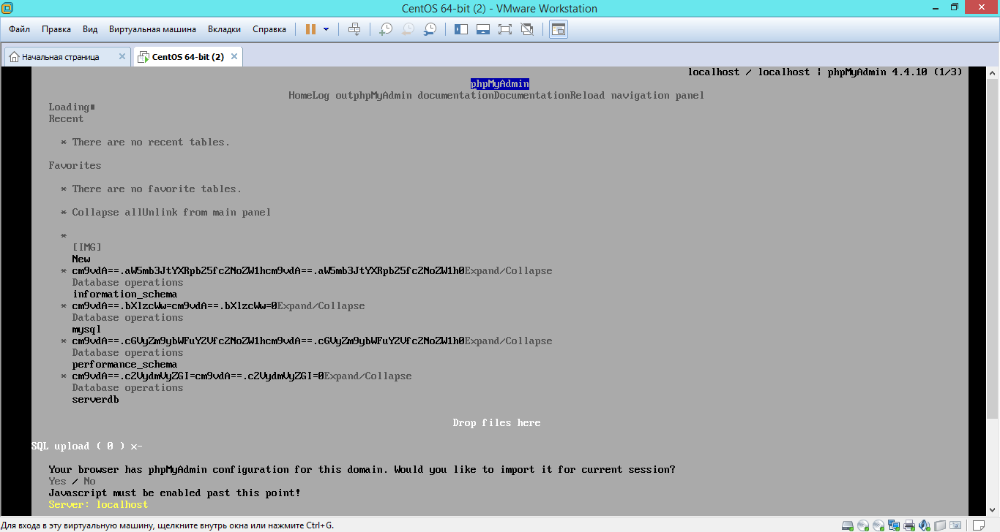 CentOS 64-bit (2) - VMware Workstation
Файл Правка Вид Виртуальная машина Вкладки Справка
Начальная страница CentOS 64-bit (2)
localhost / localhost | phpMyAdmin 4.4.10 (1/3)
phpMyAdmin
HomeLog outphpMyAdmin documentationDocumentationReload navigation panel
Loading
Recent
* There are no recent tables.
Favorites
* There are no favorite tables.
* Collapse allUnlink from main panel
*
[IMG]
New
* cm9vdA==.aW5mb3JtYXRpb25fc2NoZW1hcm9vdA==.aW5mb3JtYXRpb25fc2NoZW1h0Expand/Collapse
Database operations
information_schema
* cm9vdA==.bXlzcWw=cm9vdA==.bXlzcWw=0Expand/Collapse
Database operations
mysql
* cm9vdA==.cGVyZm9ybWFuY2Vfc2NoZW1hcm9vdA==.cGVyZm9ybWFuY2Vfc2NoZW1h0Expand/Collapse
Database operations
performance_schema
* cm9vdA==.c2VydmVyZGI=cm9vdA==.c2VydmVyZGI=0Expand/Collapse
Database operations
serverdb
Drop files here
SQL upload ( 0 ) x-
Your browser has phpMyAdmin configuration for this domain. Would you like to import it for current session?
Yes / No
Javascript must be enabled past this point!
Server: localhost
Для входа в эту виртуальную машину, щелкните внутрь окна или нажмите Ctrl+G.